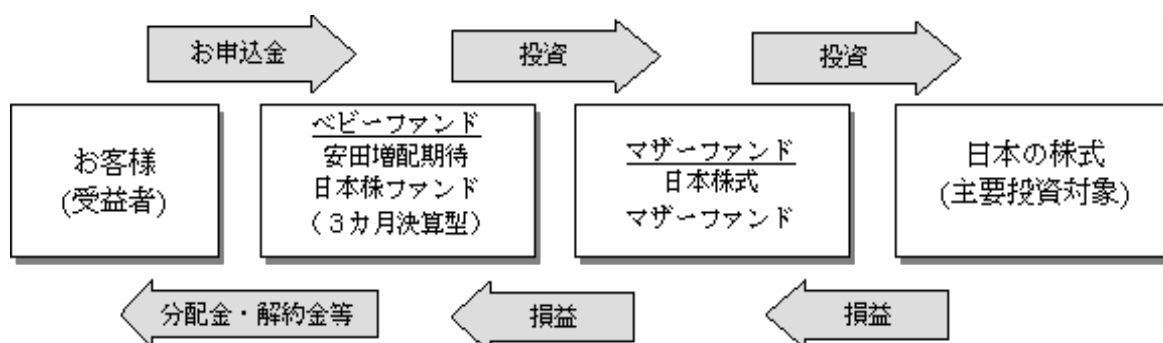 お申込金
投資
投資
お客様
(受益者)
ベビーファンド
安田増配期待
日本株ファンド
(3カ月決算型)
マザーファンド
日本株式
マザーファンド
日本の株式
(主要投資対象)
分配金・解約金等
損益
損益